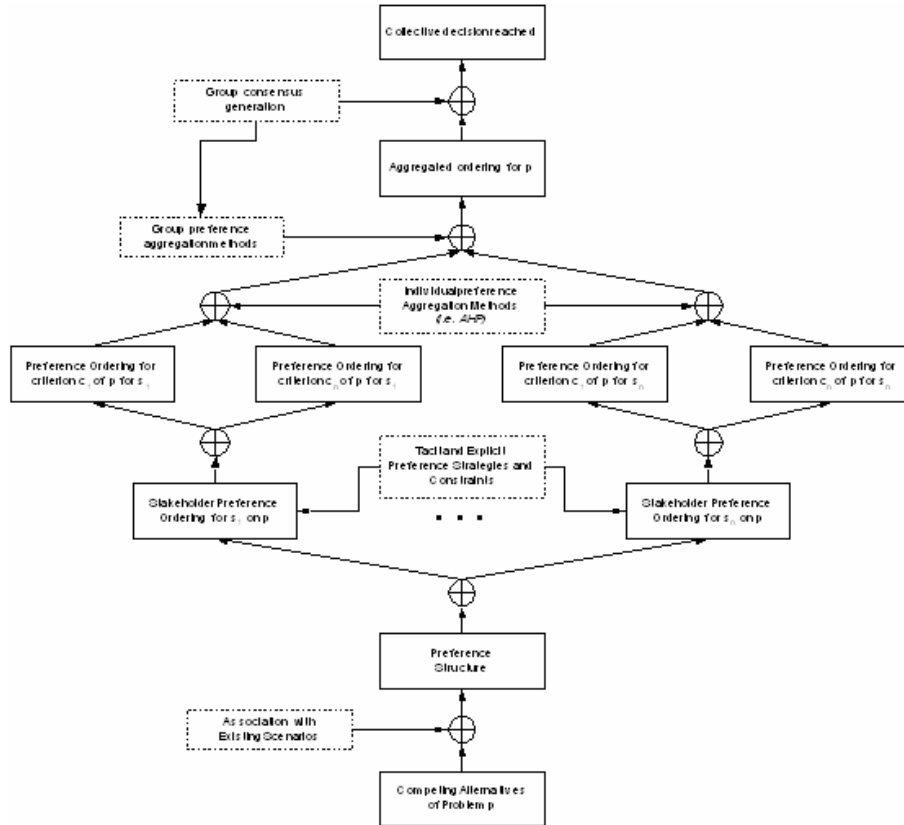 Collective decision reached
Group consensus
generation
Aggregated ordering for p
Group preference
aggregation methods
Individual preference
Aggregation Methods
(i.e. AHP)
Preference Ordering for
criterion c₁ of p for s₁
Preference Ordering for
criterion cₙ of p for s₁
Preference Ordering for
criterion c₁ of p for sₙ
Preference Ordering for
criterion cₙ of p for sₙ
Tacit and Explicit
Preference Strategies and
Constraints
Stakeholder Preference
Ordering for s₁ on p
. . .
Stakeholder Preference
Ordering for sₙ on p
Preference
Structure
Association with
Existing Scenarios
Competing Alternatives
of Problem p